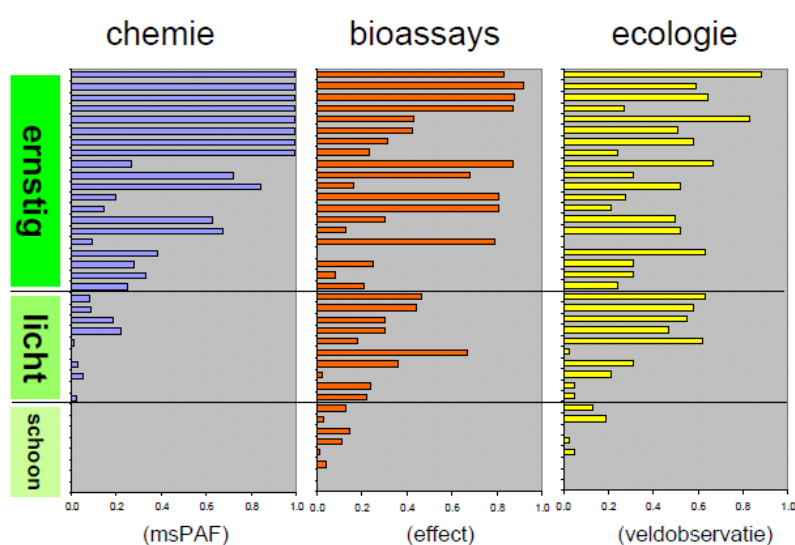 chemie bioassays ecologie
ernstig
licht
schoon
0.0 0.2 0.4 0.6 0.8 1.0 0.0 0.2 0.4 0.6 0.8 1.0 0.0 0.2 0.4 0.6 0.8 1.0
(msPAF) (effect) (veldobservatie)